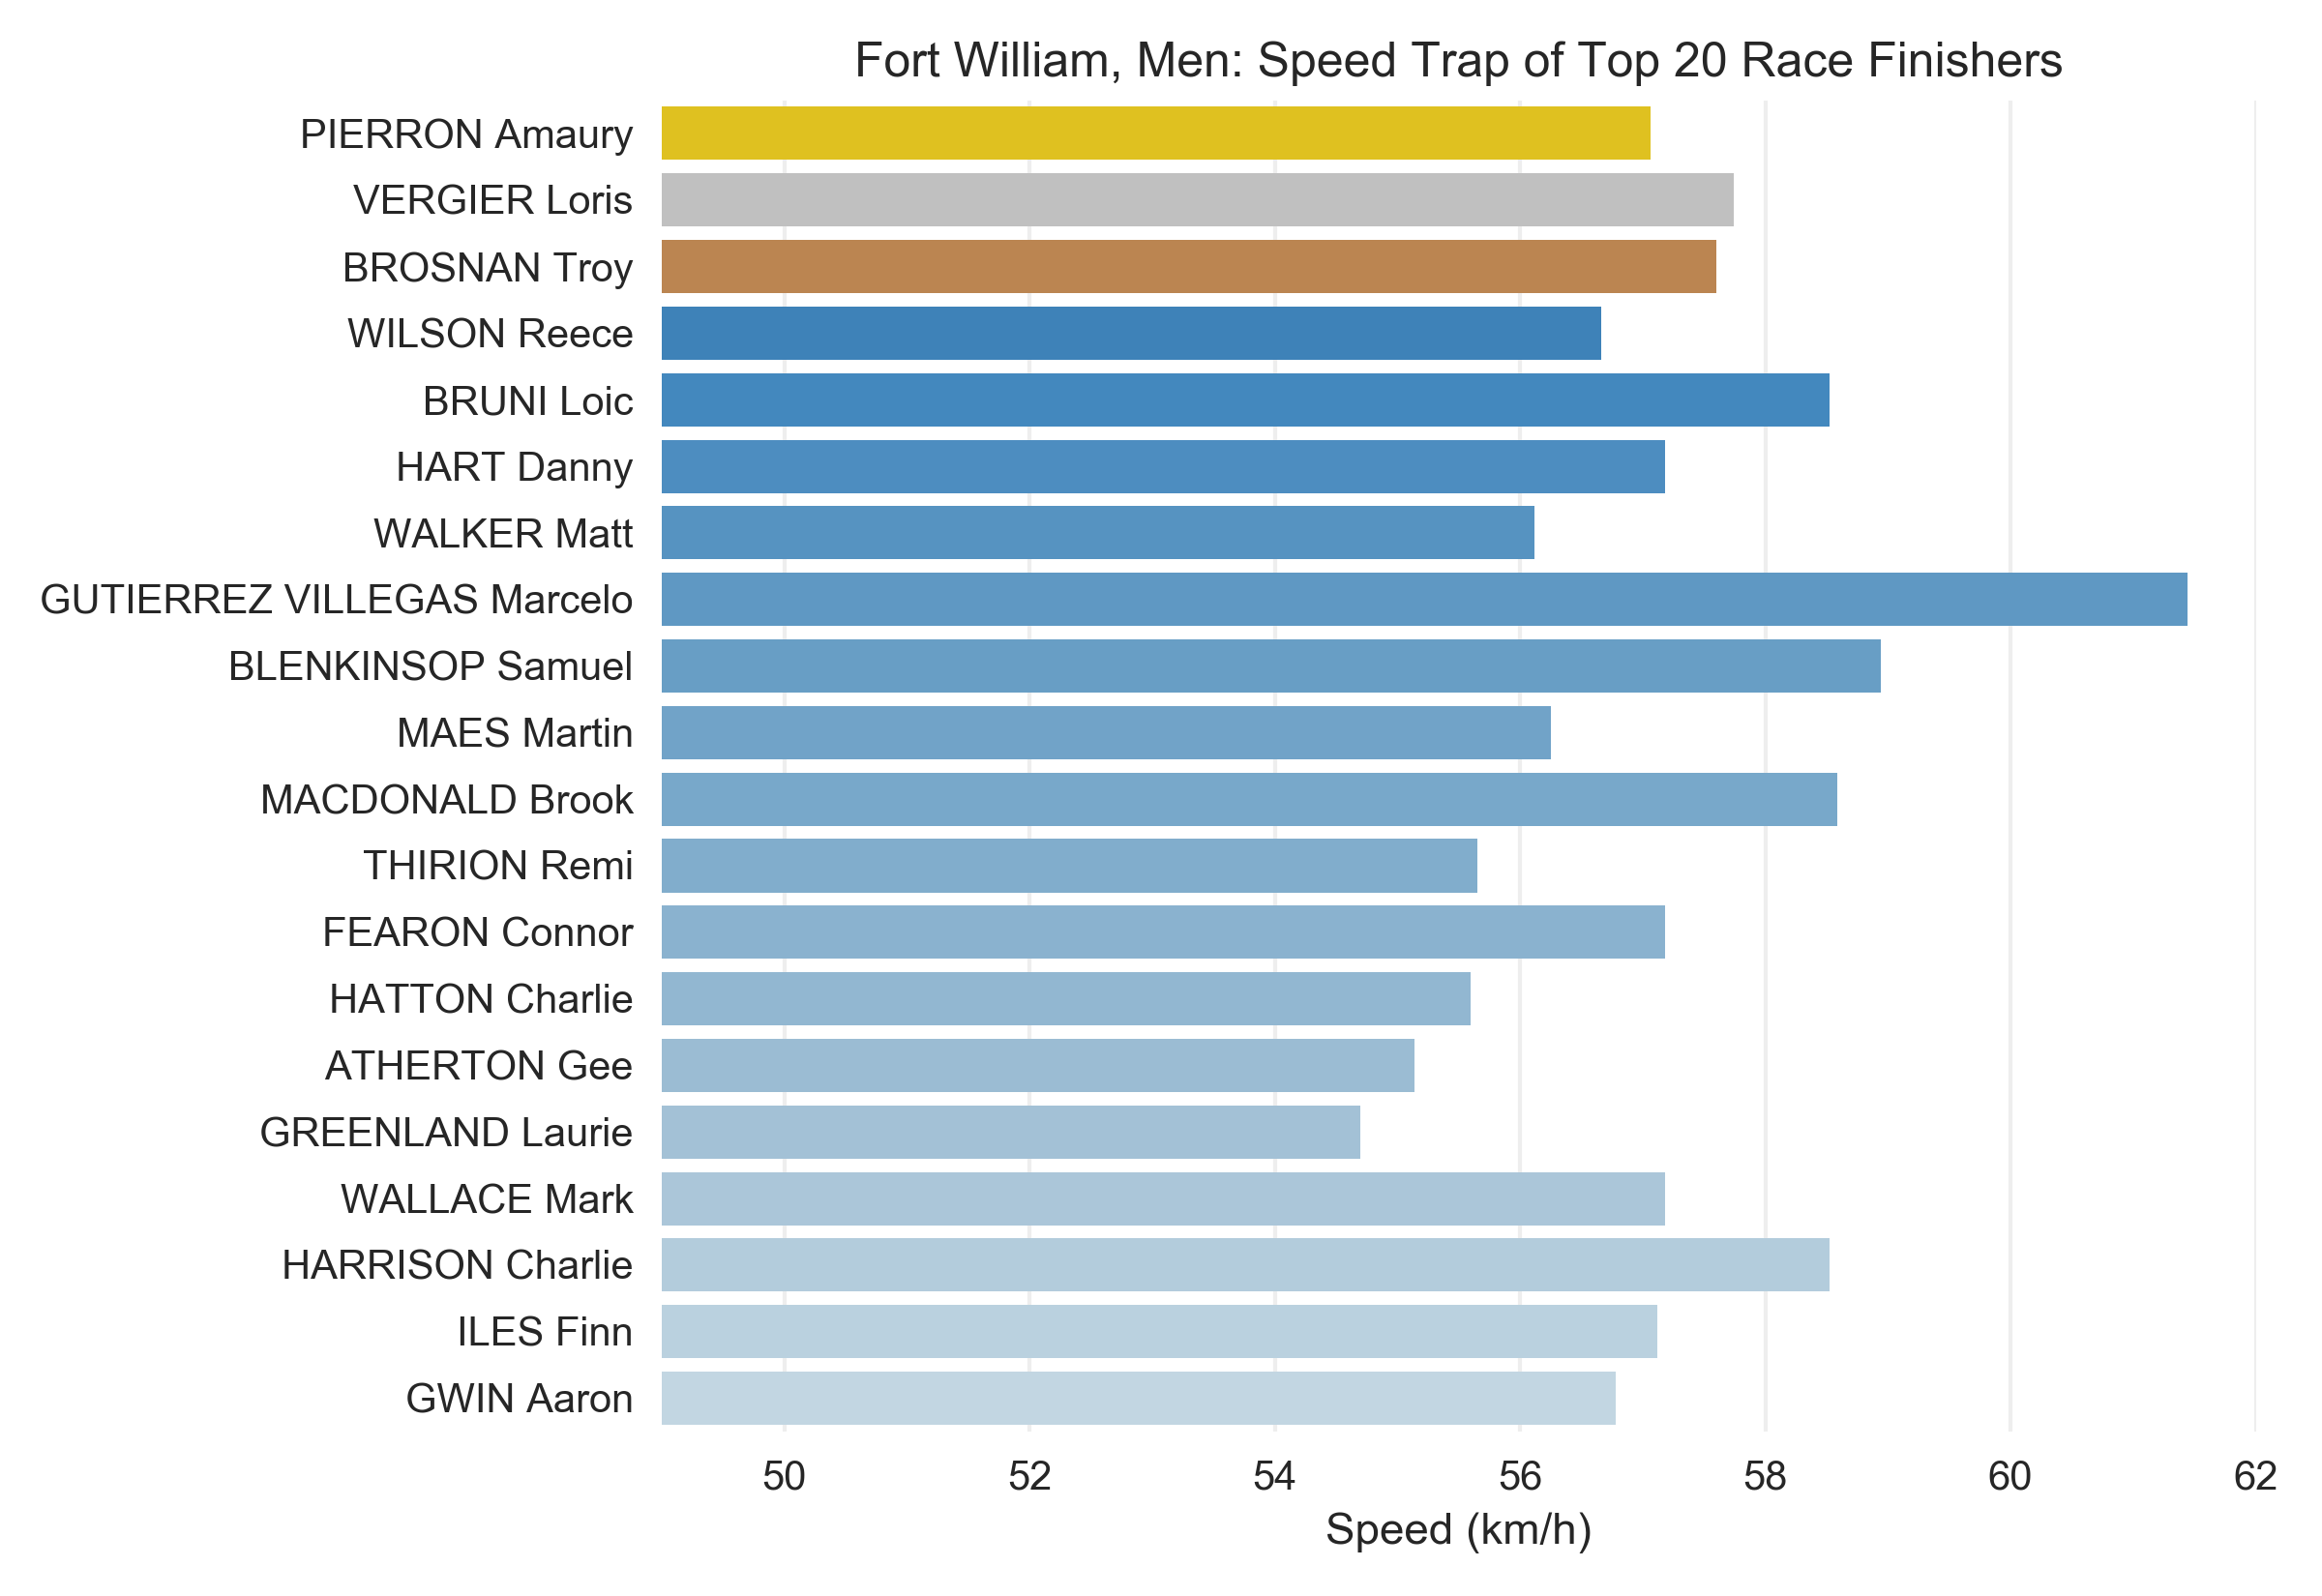 Fort William, Men: Speed Trap of Top 20 Race Finishers
PIERRON Amaury
VERGIER Loris
BROSNAN Troy
WILSON Reece
BRUNI Loic
HART Danny
WALKER Matt
GUTIERREZ VILLEGAS Marcelo
BLENKINSOP Samuel
MAES Martin
MACDONALD Brook
THIRION Remi
FEARON Connor
HATTON Charlie
ATHERTON Gee
GREENLAND Laurie
WALLACE Mark
HARRISON Charlie
ILES Finn
GWIN Aaron
50 52 54 56 58 60 62
Speed (km/h)